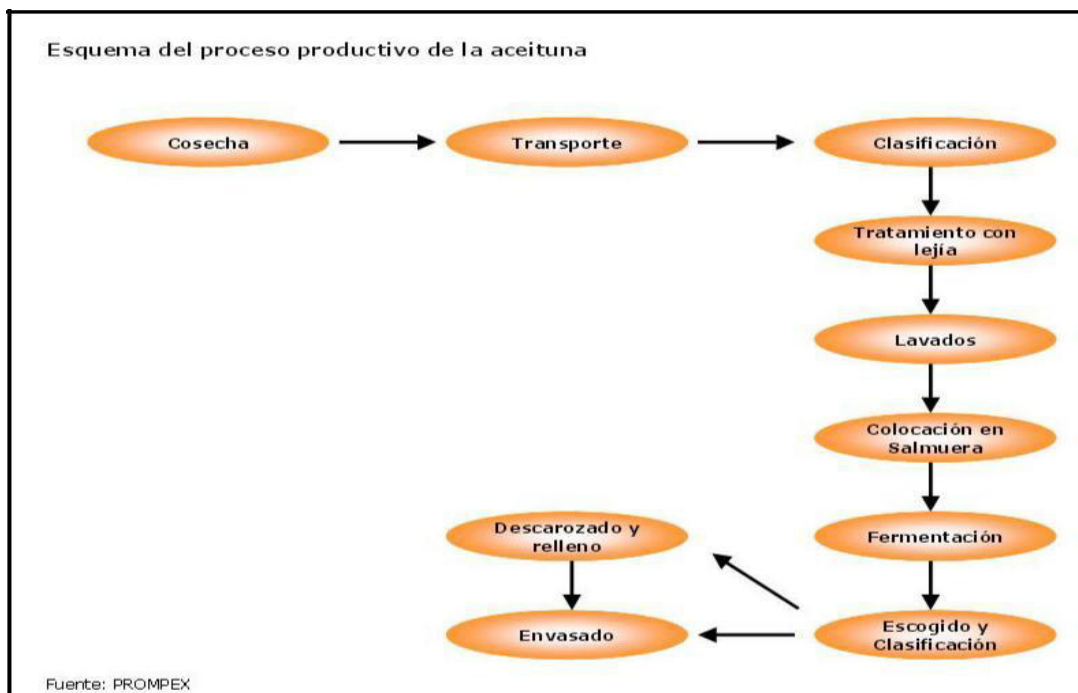 Esquema del proceso productivo de la aceituna
Cosecha
Transporte
Clasificación
Tratamiento con
lejía
Lavados
Colocación en
Salmuera
Fermentación
Escogido y
Clasificación
Descarozado y
relleno
Envasado
Fuente: PROMPEX